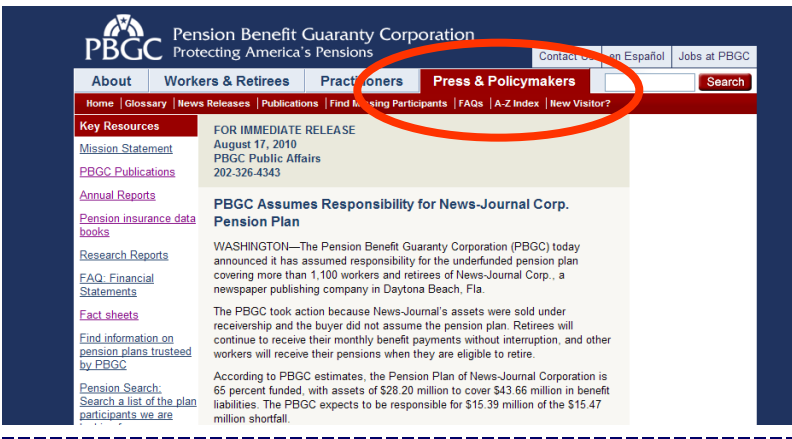 PBGC
Pension Benefit Guaranty Corporation
Protecting America's Pensions
Contact Us en Español Jobs at PBGC
About Workers & Retirees Practitioners Press & Policymakers Search
Home | Glossary | News Releases | Publications | Find Missing Participants | FAQs | A-Z Index | New Visitor?
Key Resources
Mission Statement
PBGC Publications
Annual Reports
Pension insurance data
books
Research Reports
FAQ: Financial
Statements
Fact sheets
Find information on
pension plans trusteed
by PBGC
Pension Search:
Search a list of the plan
participants we are
FOR IMMEDIATE RELEASE
August 17, 2010
PBGC Public Affairs
202-326-4343
PBGC Assumes Responsibility for News-Journal Corp.
Pension Plan
WASHINGTON—The Pension Benefit Guaranty Corporation (PBGC) today
announced it has assumed responsibility for the underfunded pension plan
covering more than 1,100 workers and retirees of News-Journal Corp., a
newspaper publishing company in Daytona Beach, Fla.
The PBGC took action because News-Journal's assets were sold under
receivership and the buyer did not assume the pension plan. Retirees will
continue to receive their monthly benefit payments without interruption, and other
workers will receive their pensions when they are eligible to retire.
According to PBGC estimates, the Pension Plan of News-Journal Corporation is
65 percent funded, with assets of $28.20 million to cover $43.66 million in benefit
liabilities. The PBGC expects to be responsible for $15.39 million of the $15.47
million shortfall.